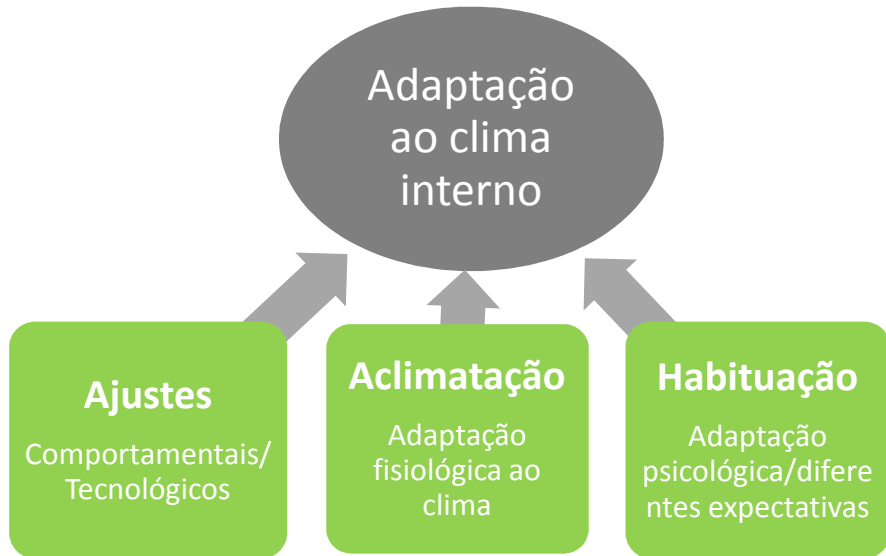 Adaptação
ao clima
interno
Ajustes
Comportamentais/
Tecnológicos
Aclimatação
Adaptação
fisiológica ao
clima
Habituação
Adaptação
psicológica/difere
ntes expectativas